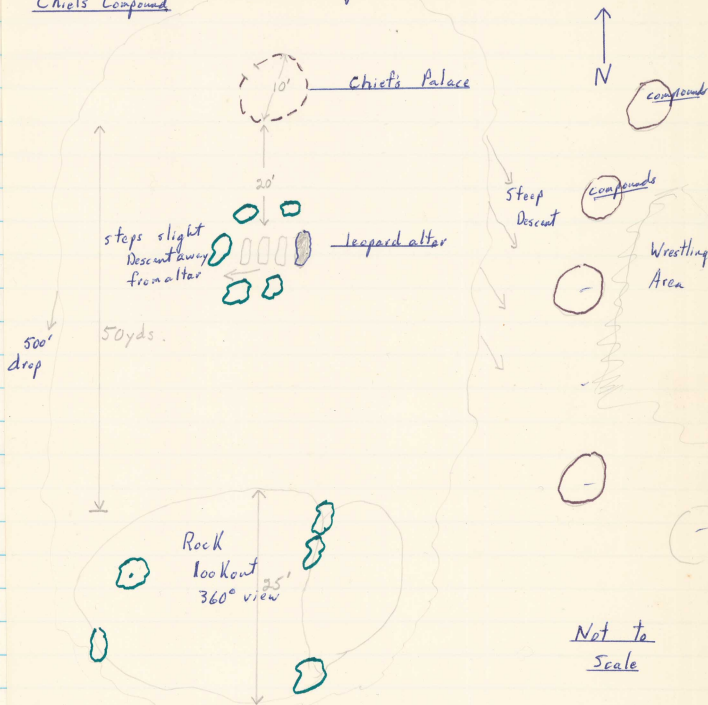 Chiefs Compound
N
10'
Chief's Palace
compounds
20'
compounds
Steep
Descent
steps slight
Descent away
from altar
leopard altar
Wrestling
Area
50yds.
500'
drop
Rock
lookout
360° view
25'
Not to
Scale